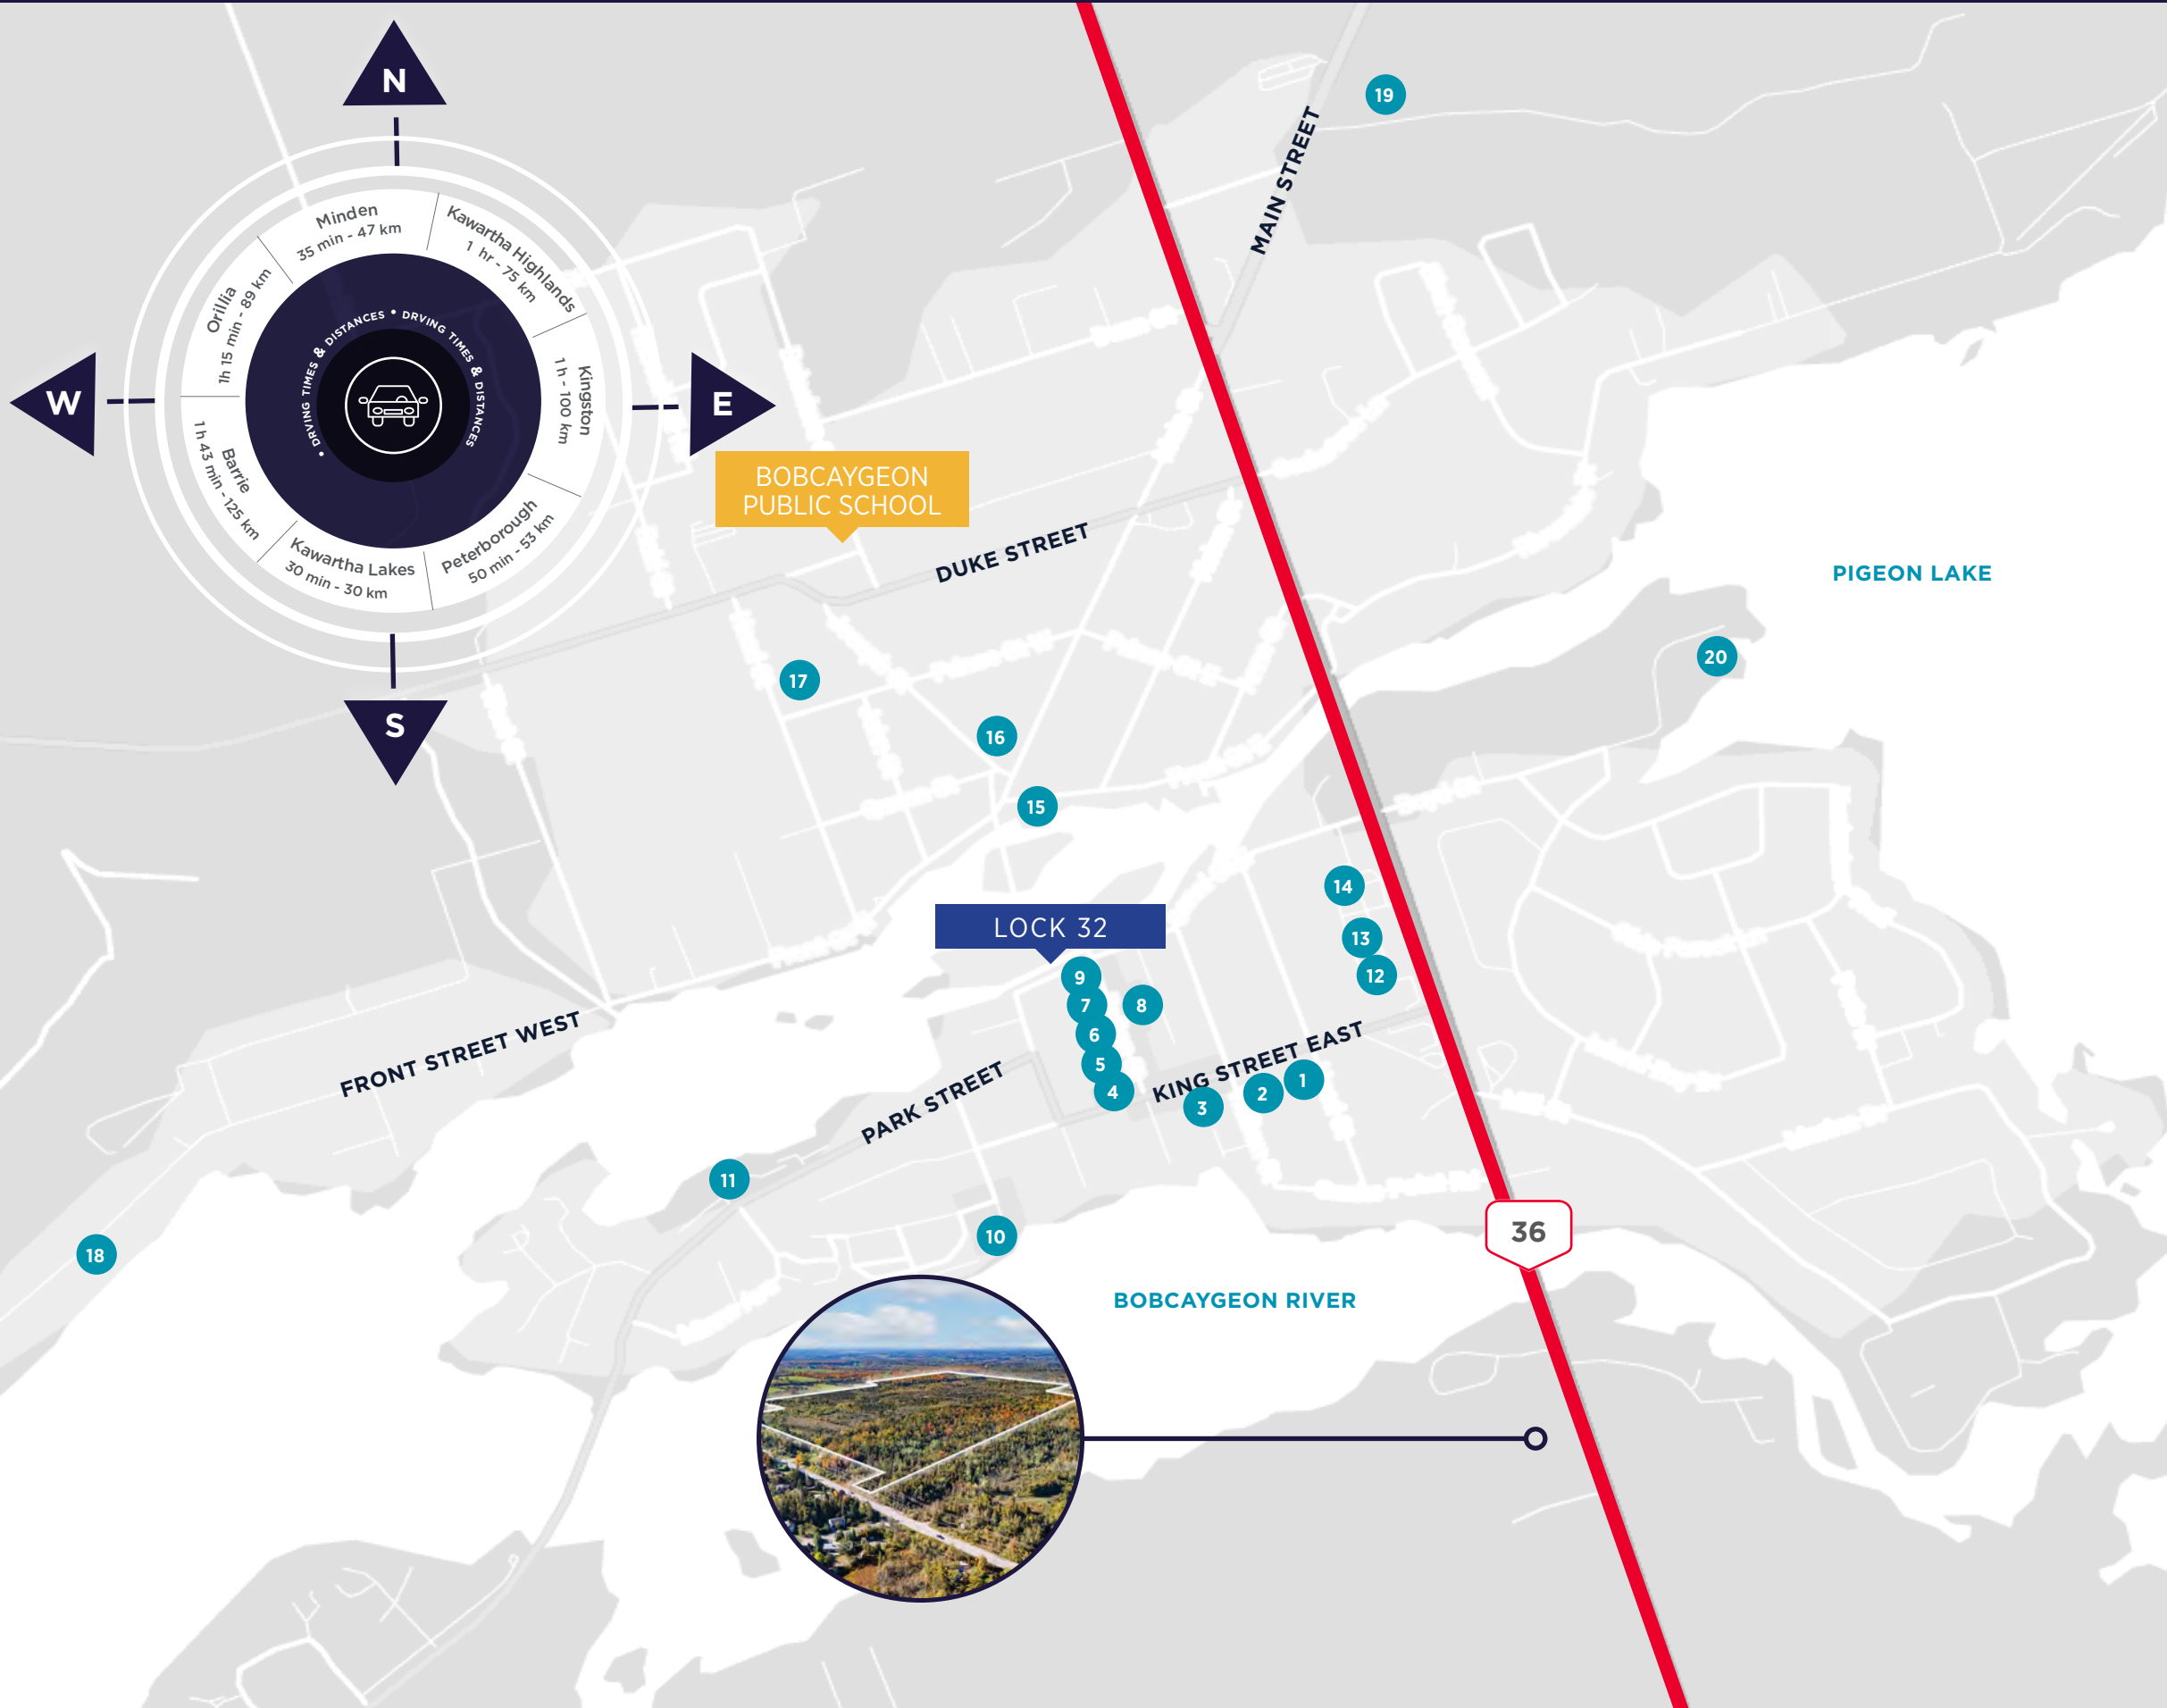 N
Minden
35 min - 47 km
Kawartha Highlands
1 hr - 75 km
Kingston
1 h - 100 km
Peterborough
50 min - 53 km
Kawartha Lakes
30 min - 30 km
Barrie
1 h 43 min - 125 km
Orillia
1h 15 min - 89 km
• DRVING TIMES & DISTANCES • DRVING TIMES & DISTANCES
W
E
S
19
MAIN STREET
BOBCAYGEON
PUBLIC SCHOOL
DUKE STREET
PIGEON LAKE
20
17
16
15
14
LOCK 32
13
12
9
7
8
6
5
4
KING STREET EAST
1
2
3
FRONT STREET WEST
PARK STREET
11
10
18
36
BOBCAYGEON RIVER